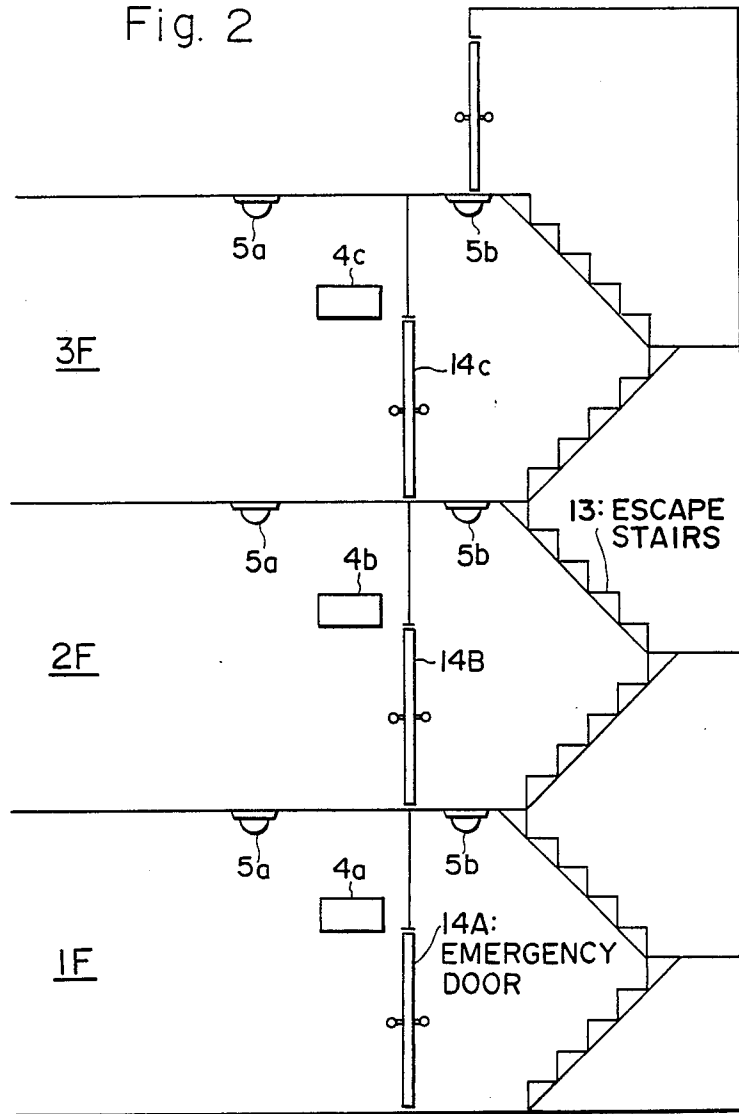 Fig. 2
5a
5b
4c
3F
14c
13: ESCAPE
STAIRS
5a
5b
4b
2F
14B
5a
5b
4a
14A:
EMERGENCY
DOOR
1F